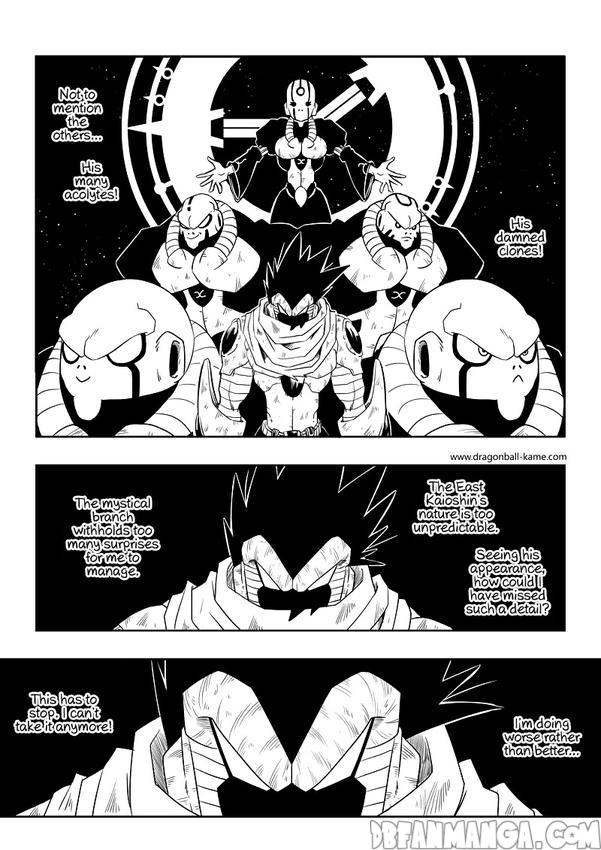 Not to
mention
the
others...
His
many
acolytes!
His
damned
clones!
www.dragonball-kame.com
The mystical
branch
withholds too
many surprises
for me to
manage.
The East
Kaioshin's
nature is too
unpredictable.
Seeing his
appearance,
how could I
have missed
such a detail?
This has to
stop. I can't
take it anymore!
I'm doing
worse rather
than better...
DBFANMANGA.COM